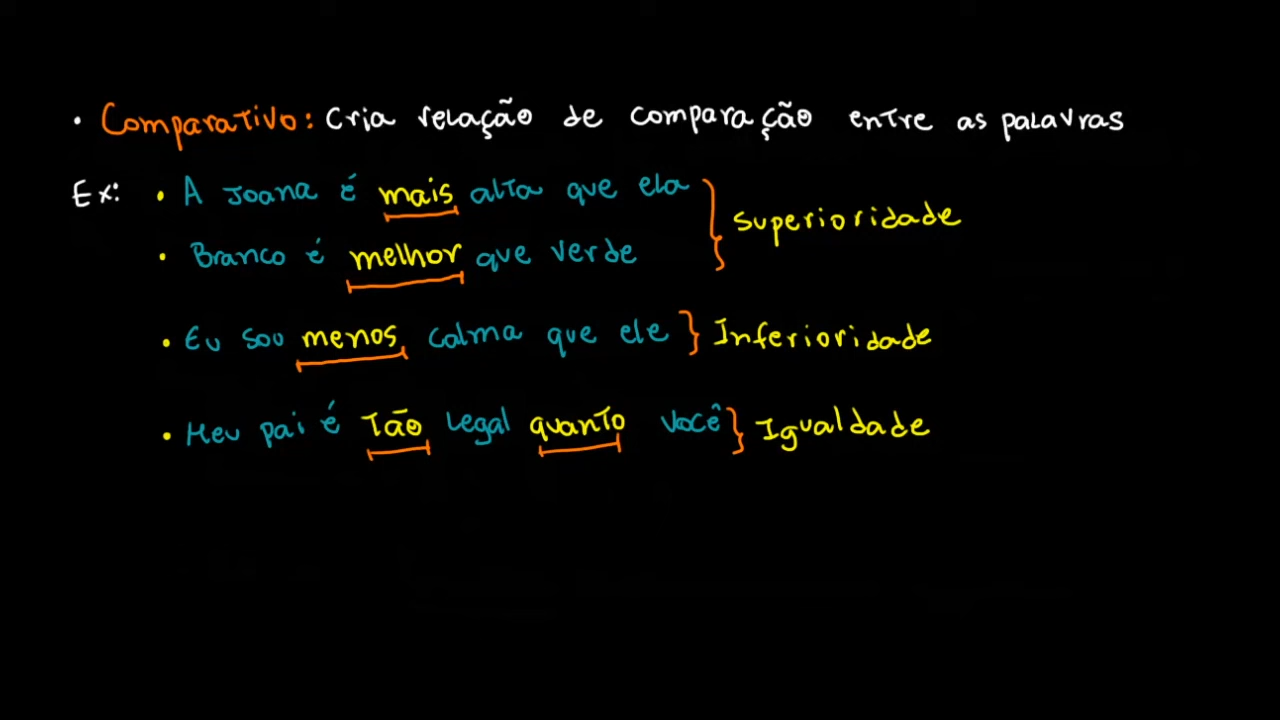 • Comparativo: Cria relação de comparação entre as palavras
Ex: • A Joana é mais alta que ela
Superioridade
• Branco é melhor que verde
• Eu sou menos calma que ele } Inferioridade
• Meu pai é Tão legal quanto você } Igualdade